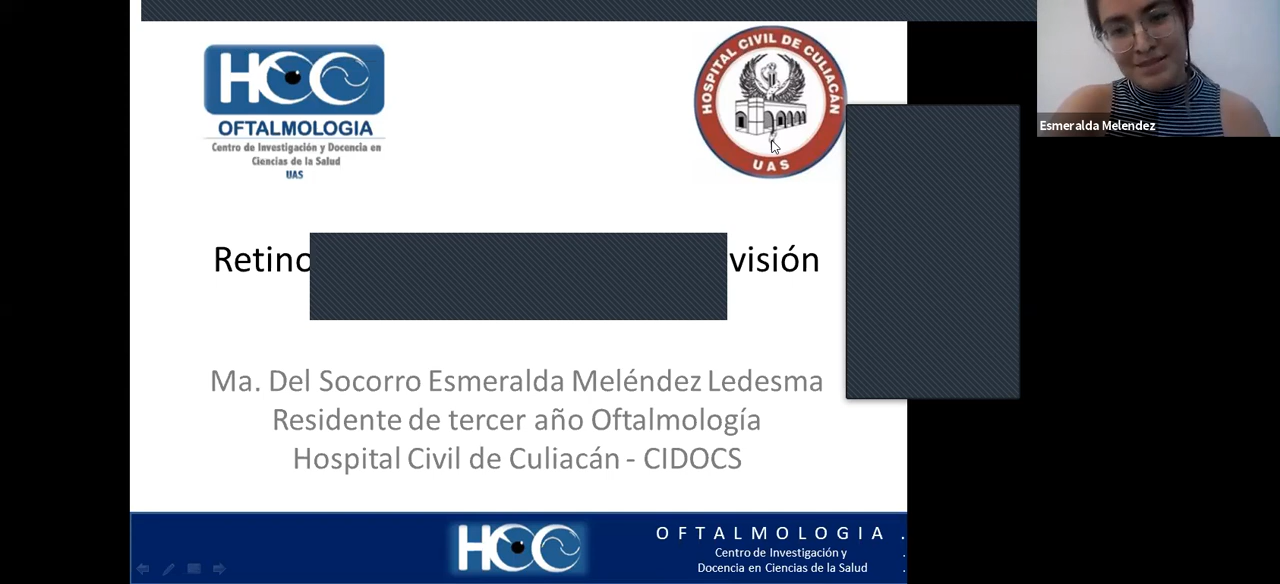 HOC
OFTALMOLOGIA
Centro de Investigación y Docencia en
Ciencias de la Salud
UAS
HOSPITAL CIVIL DE CULIACÁN
UAS
Esmeralda Melendez
visión
Ma. Del Socorro Esmeralda Meléndez Ledesma
Residente de tercer año Oftalmología
Hospital Civil de Culiacán - CIDOCS
HCC
OFTALMOLOGIA .
Centro de Investigación y
Docencia en Ciencias de la Salud